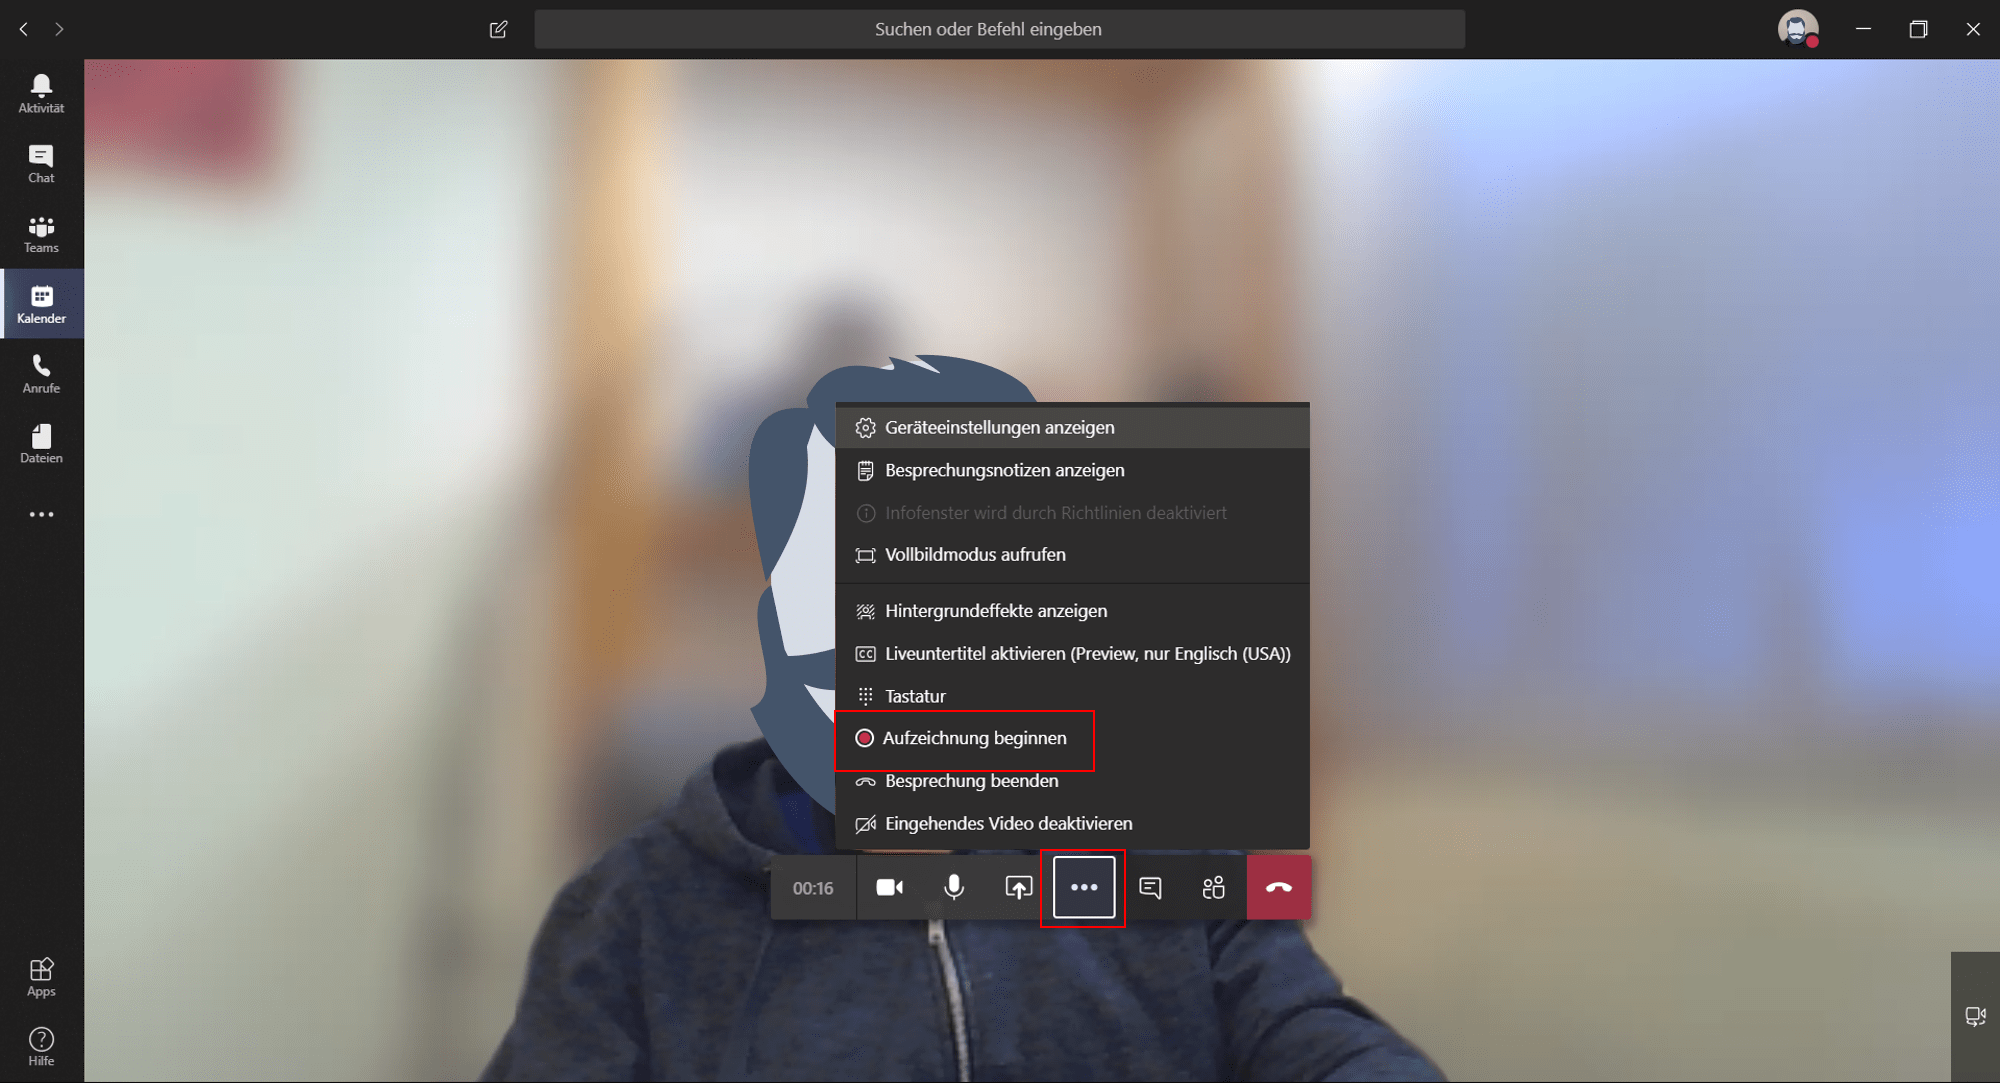 Suchen oder Befehl eingeben
Aktivität
Chat
Teams
Kalender
Anrufe
Dateien
Apps
Hilfe
Geräteeinstellungen anzeigen
Besprechungsnotizen anzeigen
Infofenster wird durch Richtlinien deaktiviert
Vollbildmodus aufrufen
Hintergrundeffekte anzeigen
CC Liveuntertitel aktivieren (Preview, nur Englisch (USA))
Tastatur
Aufzeichnung beginnen
Besprechung beenden
Eingehendes Video deaktivieren
00:16